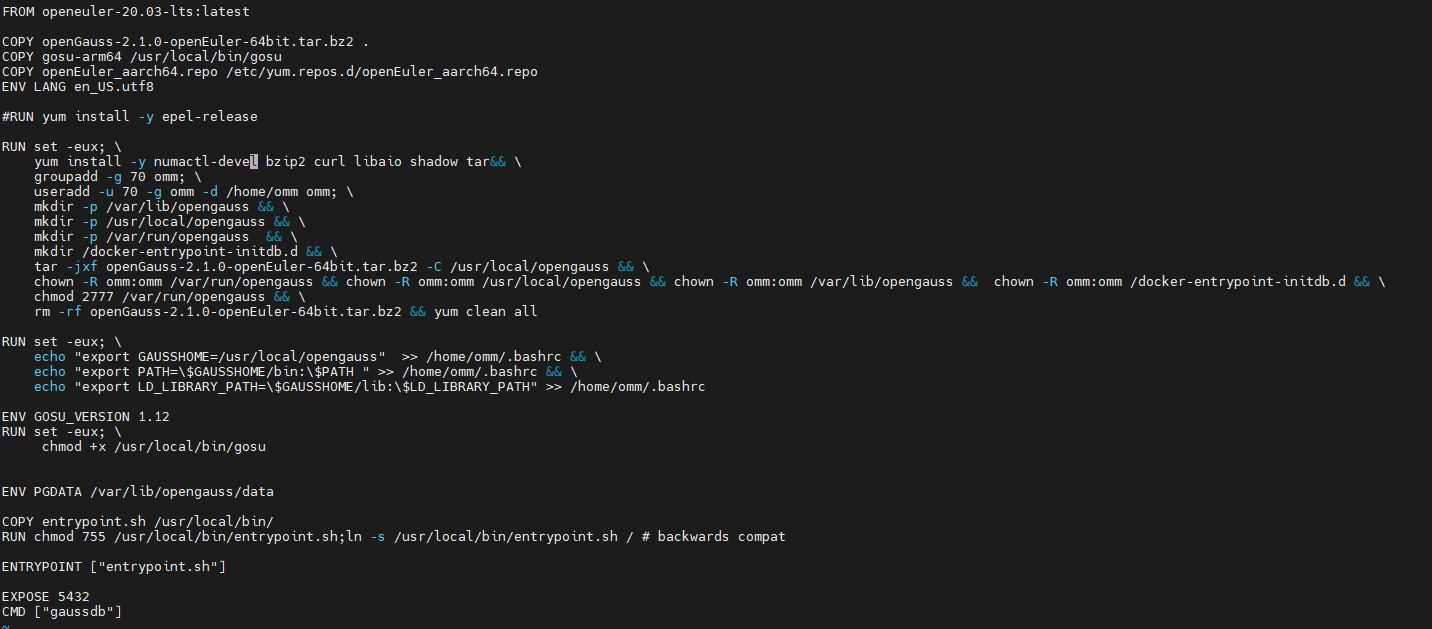 FROM openeuler-20.03-lts:latest
COPY openGauss-2.1.0-openEuler-64bit.tar.bz2 .
COPY gosu-arm64 /usr/local/bin/gosu
COPY openEuler_aarch64.repo /etc/yum.repos.d/openEuler_aarch64.repo
ENV LANG en_US.utf8
#RUN yum install -y epel-release
RUN set -eux; \
    yum install -y numactl-devel bzip2 curl libaio shadow tar&& \
    groupadd -g 70 omm; \
    useradd -u 70 -g omm -d /home/omm omm; \
    mkdir -p /var/lib/opengauss && \
    mkdir -p /usr/local/opengauss && \
    mkdir -p /var/run/opengauss  && \
    mkdir /docker-entrypoint-initdb.d && \
    tar -jxf openGauss-2.1.0-openEuler-64bit.tar.bz2 -C /usr/local/opengauss && \
    chown -R omm:omm /var/run/opengauss && chown -R omm:omm /usr/local/opengauss && chown -R omm:omm /var/lib/opengauss &&  chown -R omm:omm /docker-entrypoint-initdb.d && \
    chmod 2777 /var/run/opengauss && \
    rm -rf openGauss-2.1.0-openEuler-64bit.tar.bz2 && yum clean all
RUN set -eux; \
    echo "export GAUSSHOME=/usr/local/opengauss"  >> /home/omm/.bashrc && \
    echo "export PATH=\$GAUSSHOME/bin:\$PATH " >> /home/omm/.bashrc && \
    echo "export LD_LIBRARY_PATH=\$GAUSSHOME/lib:\$LD_LIBRARY_PATH" >> /home/omm/.bashrc
ENV GOSU_VERSION 1.12
RUN set -eux; \
     chmod +x /usr/local/bin/gosu
ENV PGDATA /var/lib/opengauss/data
COPY entrypoint.sh /usr/local/bin/
RUN chmod 755 /usr/local/bin/entrypoint.sh;ln -s /usr/local/bin/entrypoint.sh / # backwards compat
ENTRYPOINT ["entrypoint.sh"]
EXPOSE 5432
CMD ["gaussdb"]
~